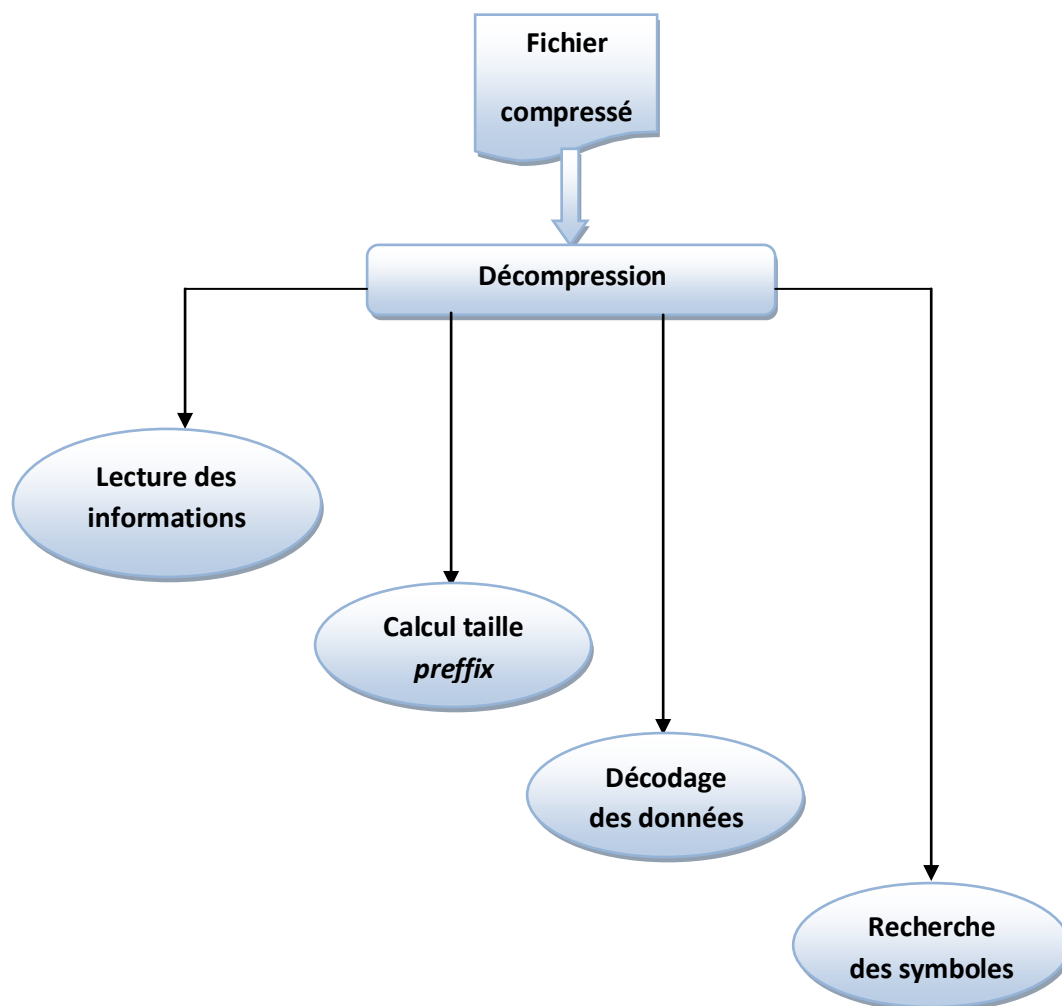 Fichier
compressé
Décompression
Lecture des
informations
Calcul taille
preffix
Décodage
des données
Recherche
des symboles